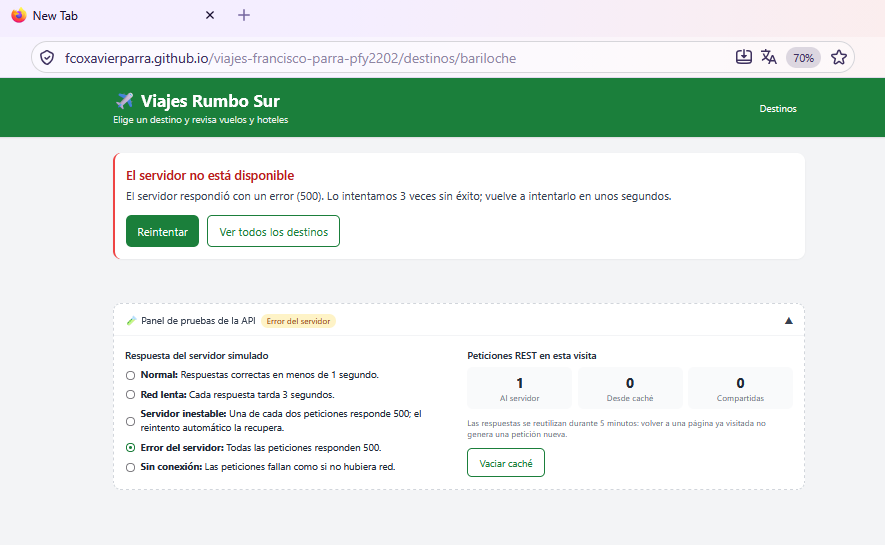 New Tab
fcoxavierparra.github.io/viajes-francisco-parra-pfy2202/destinos/bariloche
70%
Viajes Rumbo Sur
Elige un destino y revisa vuelos y hoteles
Destinos
El servidor no está disponible
El servidor respondió con un error (500). Lo intentamos 3 veces sin éxito; vuelve a intentarlo en unos segundos.
Reintentar
Ver todos los destinos
Panel de pruebas de la API Error del servidor
Respuesta del servidor simulado
Normal: Respuestas correctas en menos de 1 segundo.
Red lenta: Cada respuesta tarda 3 segundos.
Servidor inestable: Una de cada dos peticiones responde 500; el
reintento automático la recupera.
Error del servidor: Todas las peticiones responden 500.
Sin conexión: Las peticiones fallan como si no hubiera red.
Peticiones REST en esta visita
1 0 0
Al servidor Desde caché Compartidas
Las respuestas se reutilizan durante 5 minutos: volver a una página ya visitada no
genera una petición nueva.
Vaciar caché